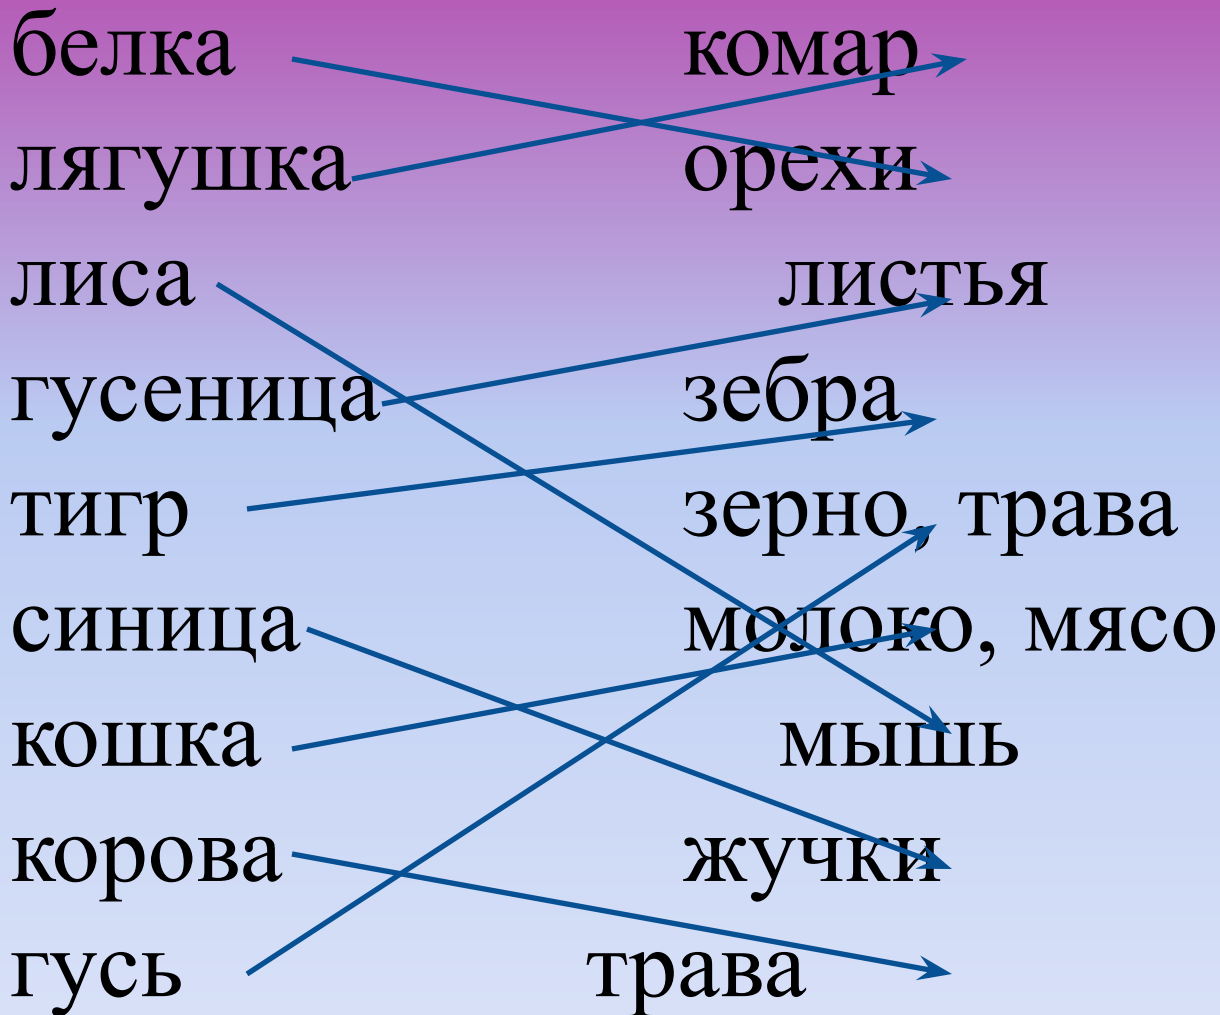 белка комар
лягушка орехи
лиса листья
гусеница зебра
тигр зерно, трава
синица молоко, мясо
кошка мышь
корова жучки
гусь трава